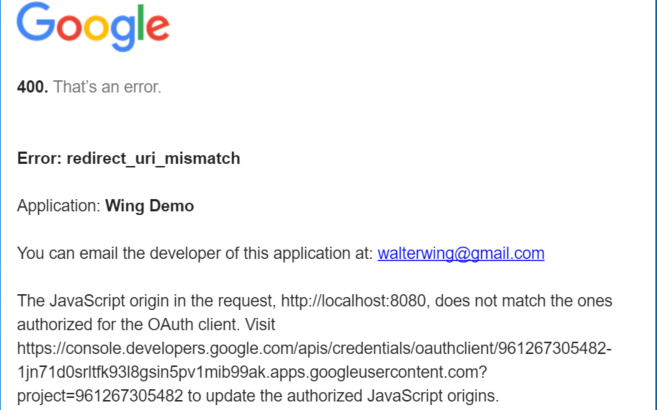 Google
400. That's an error.
Error: redirect_uri_mismatch
Application: Wing Demo
You can email the developer of this application at: walterwing@gmail.com
The JavaScript origin in the request, http://localhost:8080, does not match the ones
authorized for the OAuth client. Visit
https://console.developers.google.com/apis/credentials/oauthclient/961267305482-
1jn71d0srltfk93l8gsin5pv1mib99ak.apps.googleusercontent.com?
project=961267305482 to update the authorized JavaScript origins.